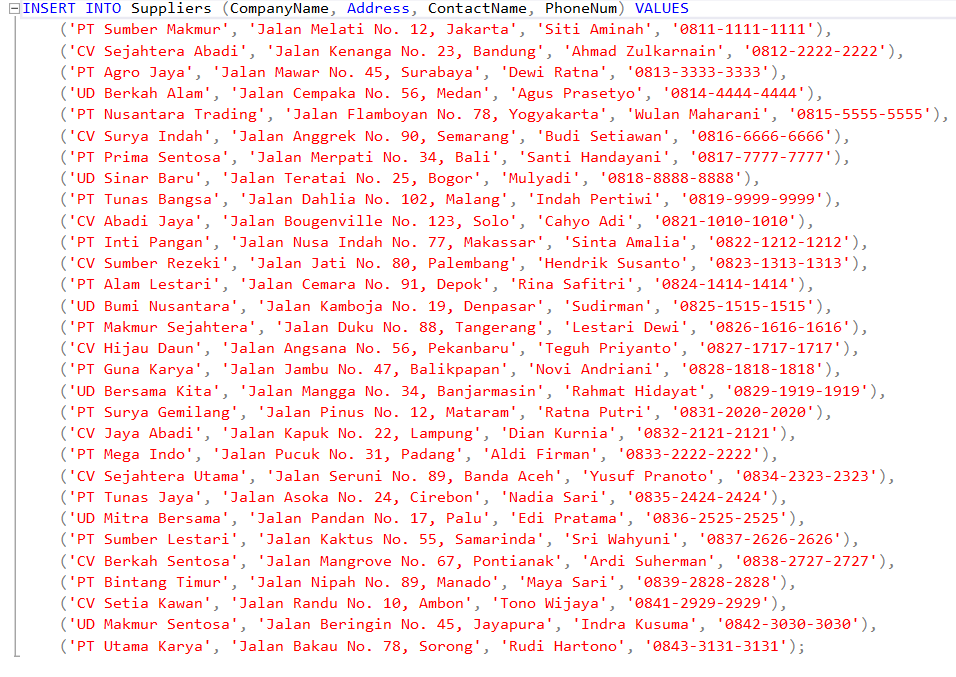 INSERT INTO Suppliers (CompanyName, Address, ContactName, PhoneNum) VALUES
('PT Sumber Makmur', 'Jalan Melati No. 12, Jakarta', 'Siti Aminah', '0811-1111-1111'),
('CV Sejahtera Abadi', 'Jalan Kenanga No. 23, Bandung', 'Ahmad Zulkarnain', '0812-2222-2222'),
('PT Agro Jaya', 'Jalan Mawar No. 45, Surabaya', 'Dewi Ratna', '0813-3333-3333'),
('UD Berkah Alam', 'Jalan Cempaka No. 56, Medan', 'Agus Prasetyo', '0814-4444-4444'),
('PT Nusantara Trading', 'Jalan Flamboyan No. 78, Yogyakarta', 'Wulan Maharani', '0815-5555-5555'),
('CV Surya Indah', 'Jalan Anggrek No. 90, Semarang', 'Budi Setiawan', '0816-6666-6666'),
('PT Prima Sentosa', 'Jalan Merpati No. 34, Bali', 'Santi Handayani', '0817-7777-7777'),
('UD Sinar Baru', 'Jalan Teratai No. 25, Bogor', 'Mulyadi', '0818-8888-8888'),
('PT Tunas Bangsa', 'Jalan Dahlia No. 102, Malang', 'Indah Pertiwi', '0819-9999-9999'),
('CV Abadi Jaya', 'Jalan Bougenville No. 123, Solo', 'Cahyo Adi', '0821-1010-1010'),
('PT Inti Pangan', 'Jalan Nusa Indah No. 77, Makassar', 'Sinta Amalia', '0822-1212-1212'),
('CV Sumber Rezeki', 'Jalan Jati No. 80, Palembang', 'Hendrik Susanto', '0823-1313-1313'),
('PT Alam Lestari', 'Jalan Cemara No. 91, Depok', 'Rina Safitri', '0824-1414-1414'),
('UD Bumi Nusantara', 'Jalan Kamboja No. 19, Denpasar', 'Sudirman', '0825-1515-1515'),
('PT Makmur Sejahtera', 'Jalan Duku No. 88, Tangerang', 'Lestari Dewi', '0826-1616-1616'),
('CV Hijau Daun', 'Jalan Angsana No. 56, Pekanbaru', 'Teguh Priyanto', '0827-1717-1717'),
('PT Guna Karya', 'Jalan Jambu No. 47, Balikpapan', 'Novi Andriani', '0828-1818-1818'),
('UD Bersama Kita', 'Jalan Mangga No. 34, Banjarmasin', 'Rahmat Hidayat', '0829-1919-1919'),
('PT Surya Gemilang', 'Jalan Pinus No. 12, Mataram', 'Ratna Putri', '0831-2020-2020'),
('CV Jaya Abadi', 'Jalan Kapuk No. 22, Lampung', 'Dian Kurnia', '0832-2121-2121'),
('PT Mega Indo', 'Jalan Pucuk No. 31, Padang', 'Aldi Firman', '0833-2222-2222'),
('CV Sejahtera Utama', 'Jalan Seruni No. 89, Banda Aceh', 'Yusuf Pranoto', '0834-2323-2323'),
('PT Tunas Jaya', 'Jalan Asoka No. 24, Cirebon', 'Nadia Sari', '0835-2424-2424'),
('UD Mitra Bersama', 'Jalan Pandan No. 17, Palu', 'Edi Pratama', '0836-2525-2525'),
('PT Sumber Lestari', 'Jalan Kaktus No. 55, Samarinda', 'Sri Wahyuni', '0837-2626-2626'),
('CV Berkah Sentosa', 'Jalan Mangrove No. 67, Pontianak', 'Ardi Suherman', '0838-2727-2727'),
('PT Bintang Timur', 'Jalan Nipah No. 89, Manado', 'Maya Sari', '0839-2828-2828'),
('CV Setia Kawan', 'Jalan Randu No. 10, Ambon', 'Tono Wijaya', '0841-2929-2929'),
('UD Makmur Sentosa', 'Jalan Beringin No. 45, Jayapura', 'Indra Kusuma', '0842-3030-3030'),
('PT Utama Karya', 'Jalan Bakau No. 78, Sorong', 'Rudi Hartono', '0843-3131-3131');